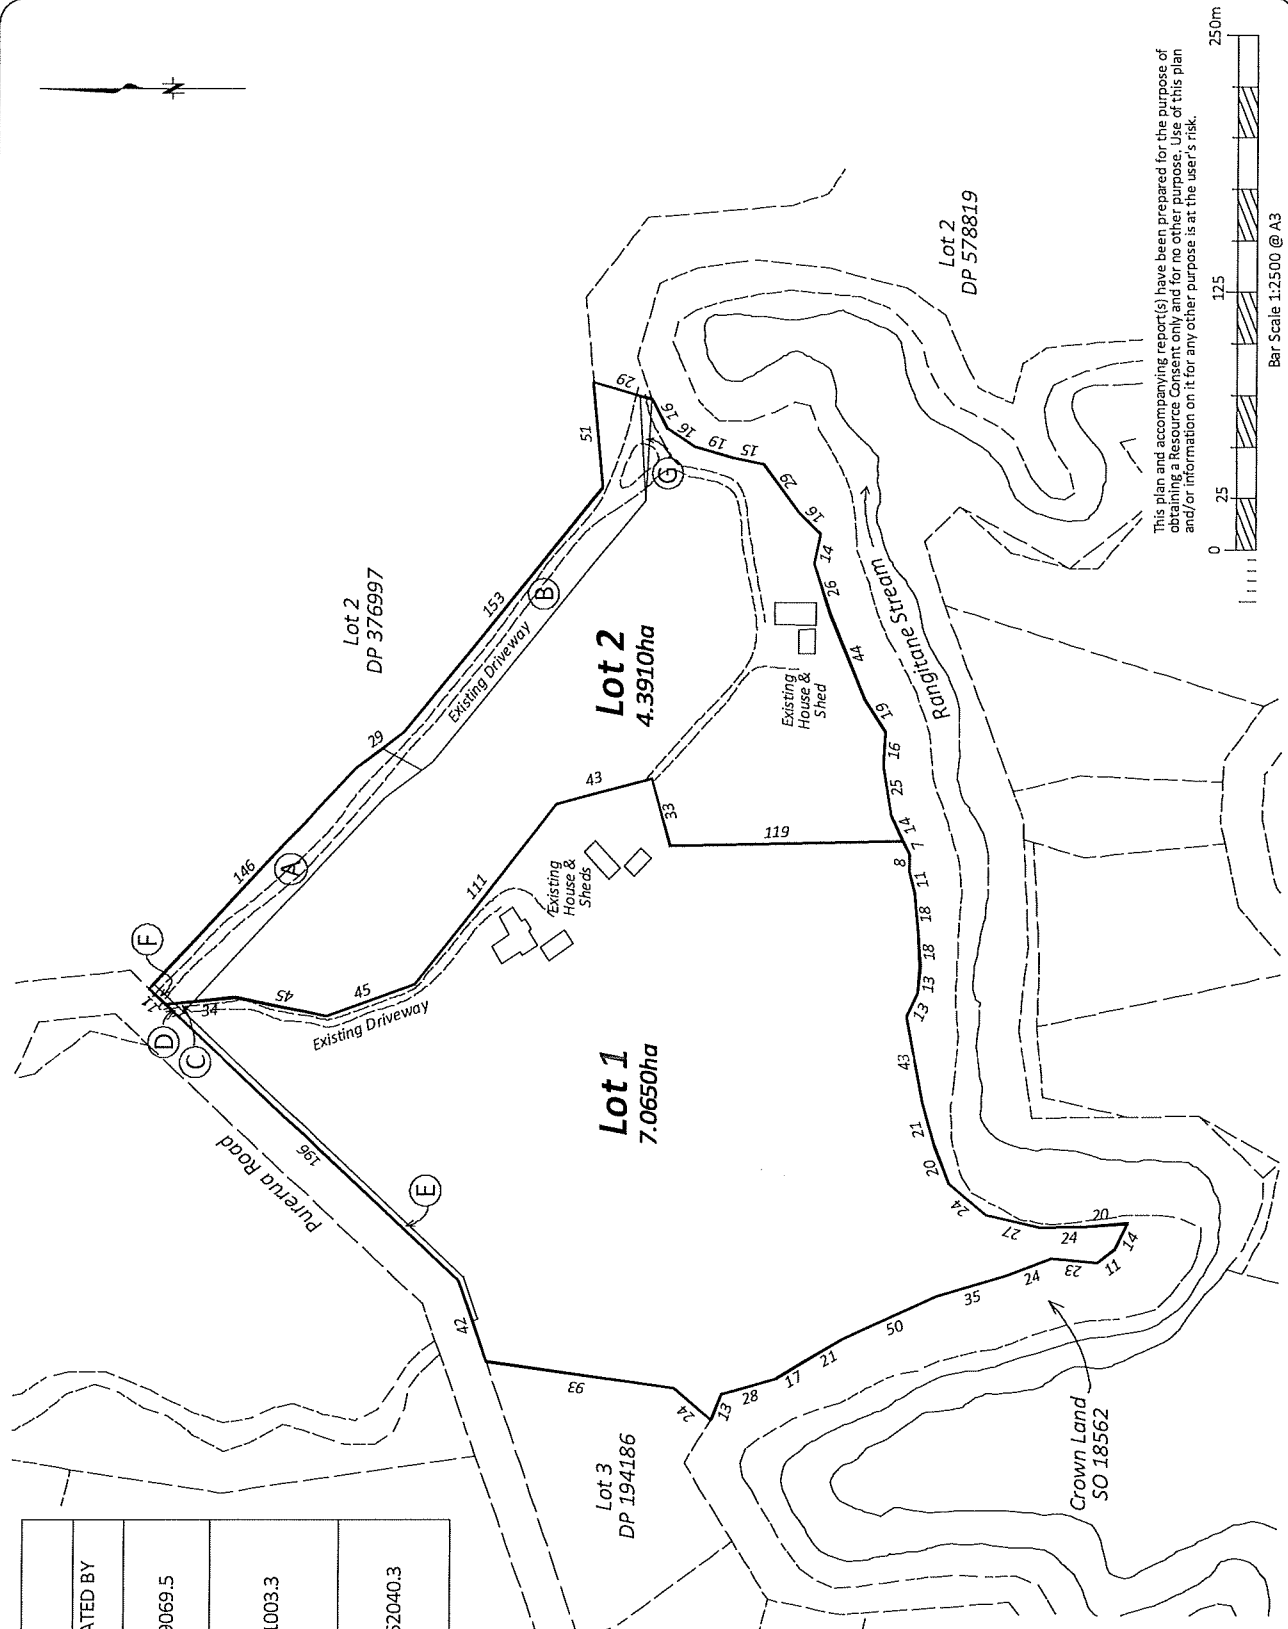 N
ATED BY
9069.5
1003.3
62040.3
Lot 2
DP 376997
Lot 2
DP 578819
Lot 3
DP 194186
Crown Land
SO 18562
Purerua Road
Rangitane Stream
Lot 1
7.0650ha
Lot 2
4.3910ha
Existing Driveway
Existing Driveway
Existing
House &
Sheds
Existing
House &
Shed
A
B
C
D
E
F
G
42
196
34
45
45
111
43
33
119
146
29
153
51
29
16
16
19
15
29
16
14
26
44
19
16
25
14
7
8
11
18
18
13
13
43
21
20
24
27
24
20
14
11
23
24
35
50
21
17
28
13
24
93
This plan and accompanying report(s) have been prepared for the purpose of
obtaining a Resource Consent only and for no other purpose. Use of this plan
and/or information on it for any other purpose is at the user's risk.
0
25
125
250m
Bar Scale 1:2500 @ A3